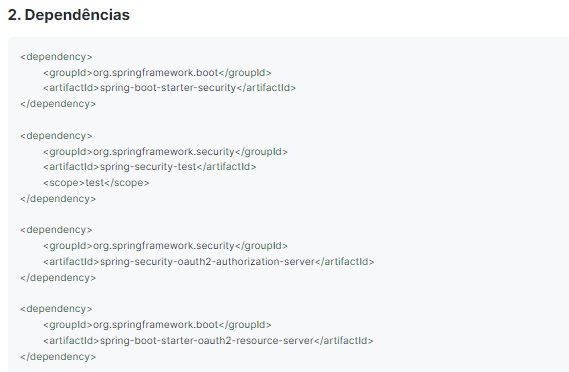 2. Dependências
<dependency>
<groupId>org.springframework.boot</groupId>
<artifactId>spring-boot-starter-security</artifactId>
</dependency>
<dependency>
<groupId>org.springframework.security</groupId>
<artifactId>spring-security-test</artifactId>
<scope>test</scope>
</dependency>
<dependency>
<groupId>org.springframework.security</groupId>
<artifactId>spring-security-oauth2-authorization-server</artifactId>
</dependency>
<dependency>
<groupId>org.springframework.boot</groupId>
<artifactId>spring-boot-starter-oauth2-resource-server</artifactId>
</dependency>